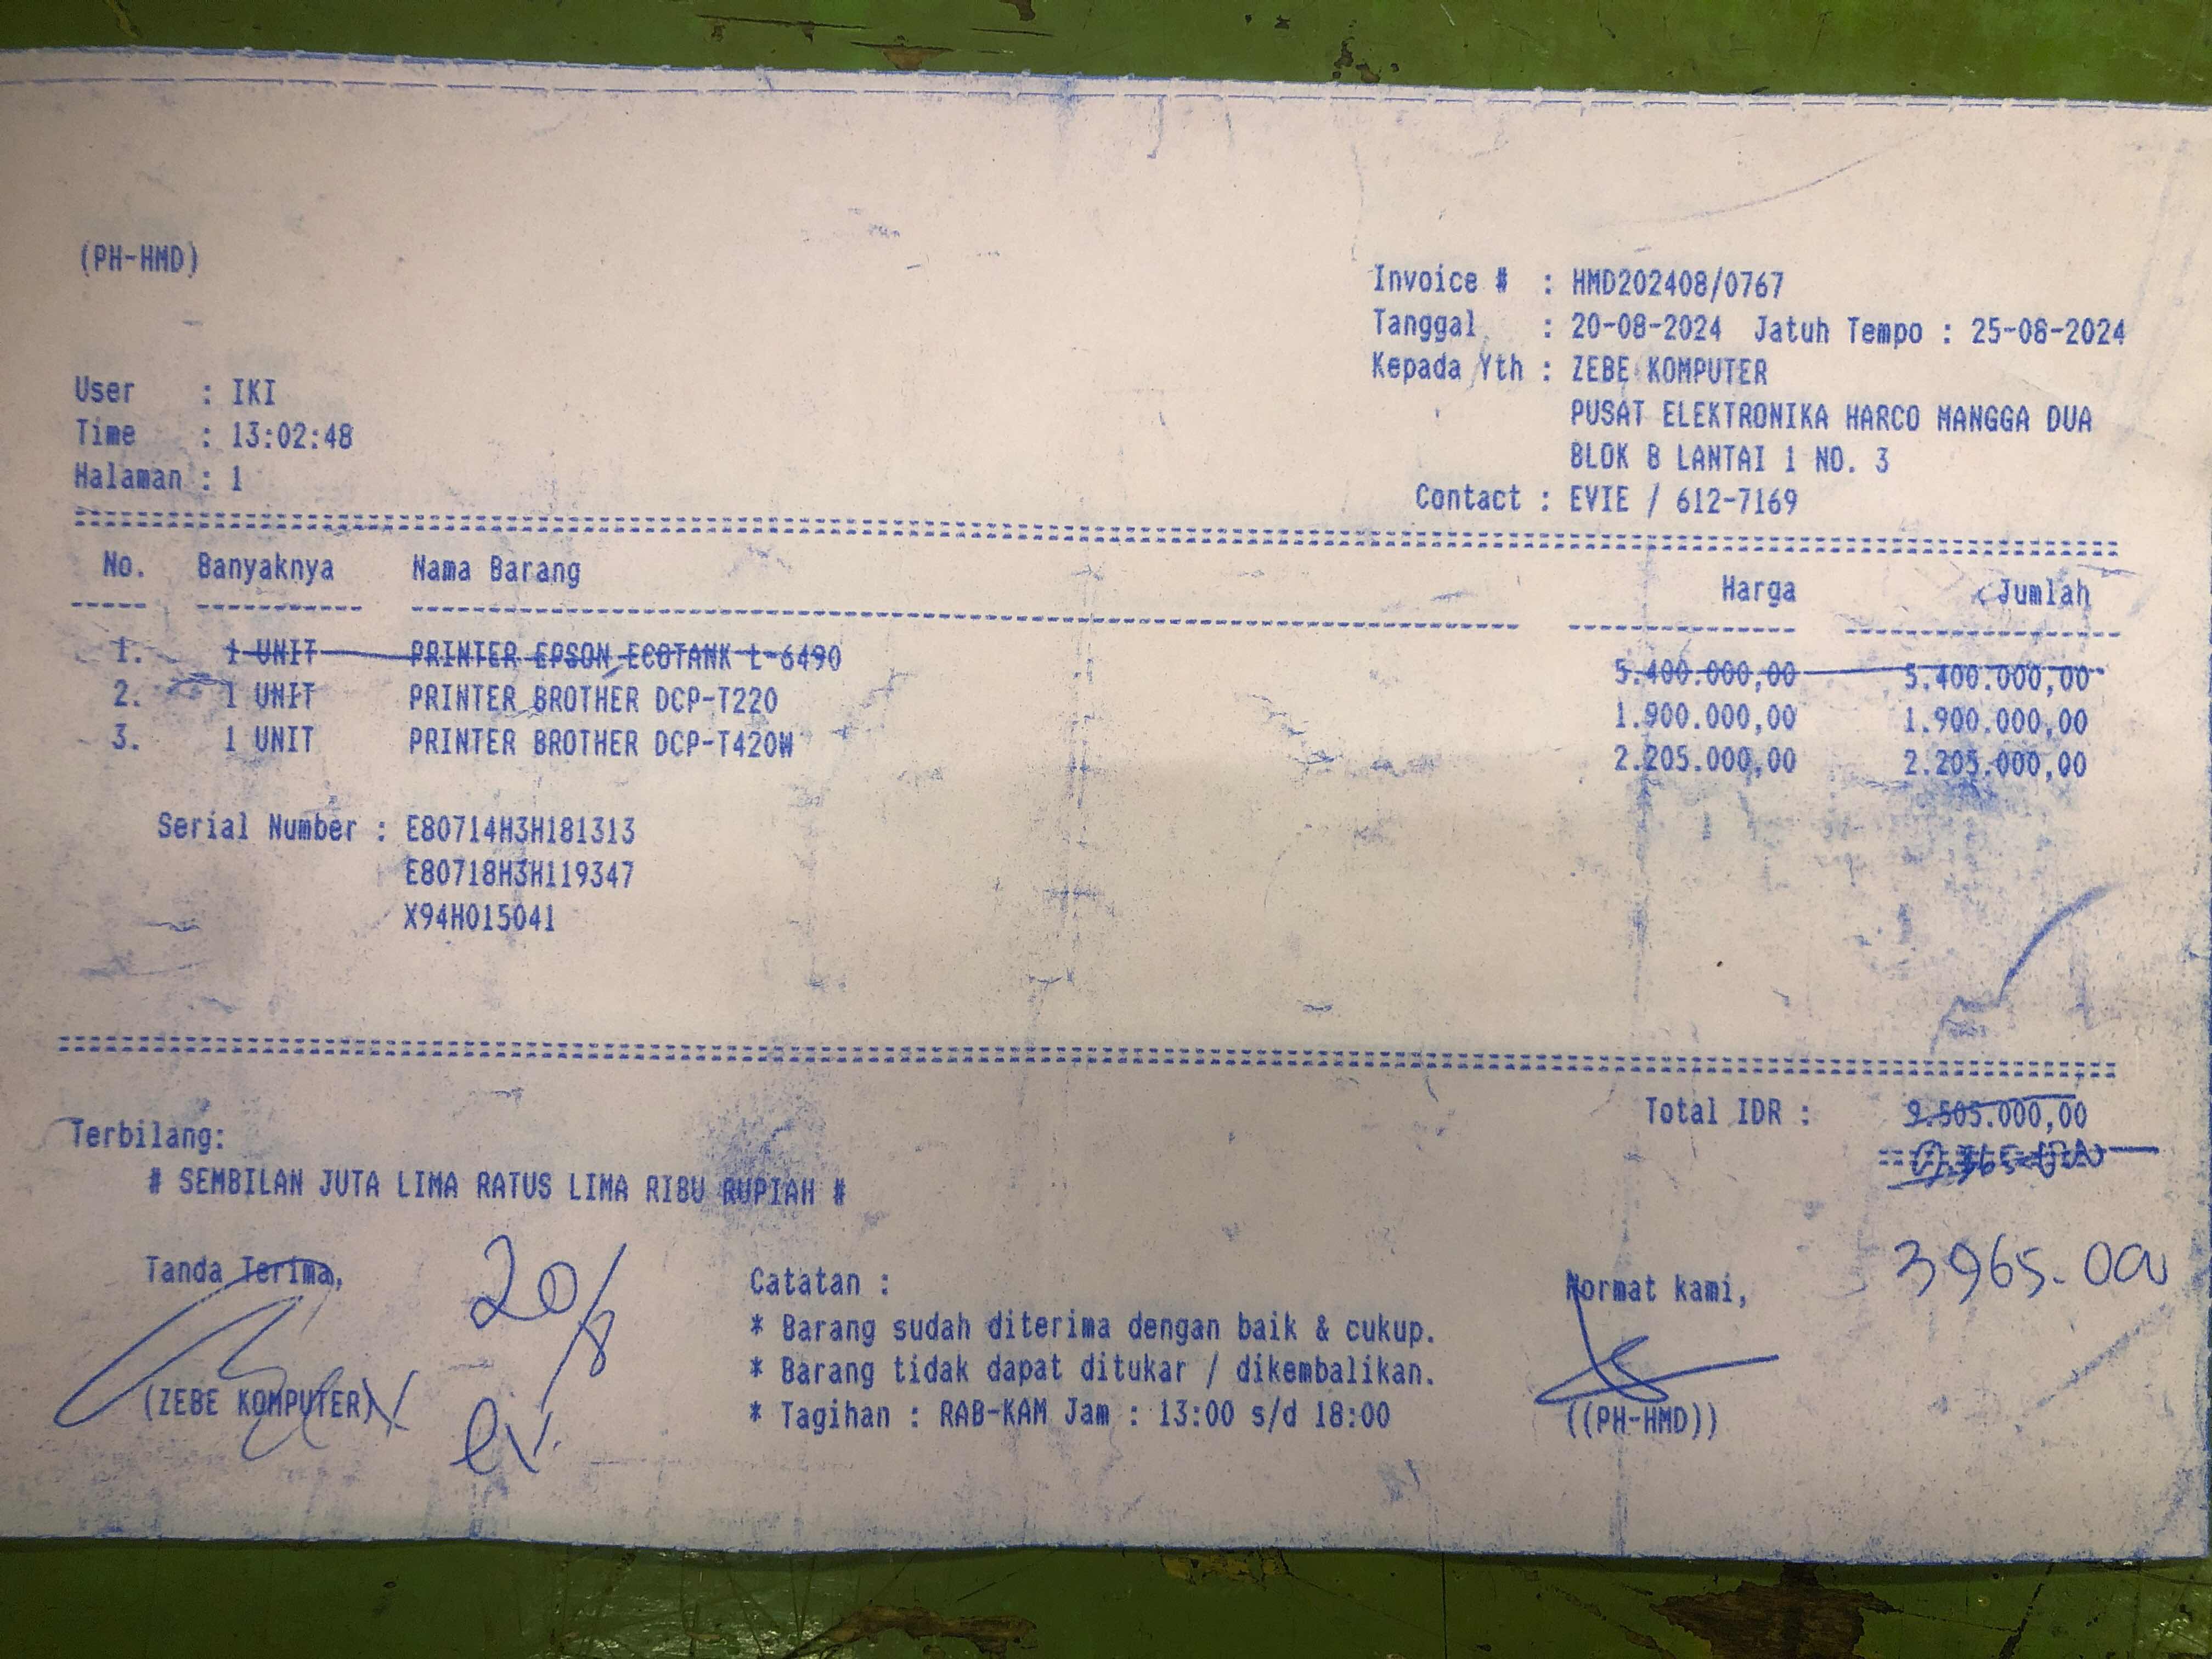 (PH-HMD)
Invoice # : HMD202408/0767
Tanggal : 20-08-2024 Jatuh Tempo : 25-08-2024
Kepada Yth : ZEBE KOMPUTER
PUSAT ELEKTRONIKA HARCO MANGGA DUA
BLOK B LANTAI 1 NO. 3
Contact : EVIE / 612-7169
User : IKI
Time : 13:02:48
Halaman : 1
No. Banyaknya Nama Barang Harga Jumlah
1. 1 UNIT PRINTER EPSON ECOTANK L-6490 5.400.000,00 5.400.000,00
2. 1 UNIT PRINTER BROTHER DCP-T220 1.900.000,00 1.900.000,00
3. 1 UNIT PRINTER BROTHER DCP-T420W 2.205.000,00 2.205.000,00
Serial Number : E80714H3H181313
E80718H3H119347
X94H015041
Total IDR : 9.505.000,00
Terbilang:
# SEMBILAN JUTA LIMA RATUS LIMA RIBU RUPIAH #
3965.000
Tanda Terima,
20/8
(ZEBE KOMPUTER)
ev.
Catatan :
* Barang sudah diterima dengan baik & cukup.
* Barang tidak dapat ditukar / dikembalikan.
* Tagihan : RAB-KAM Jam : 13:00 s/d 18:00
Hormat kami,
((PH-HMD))